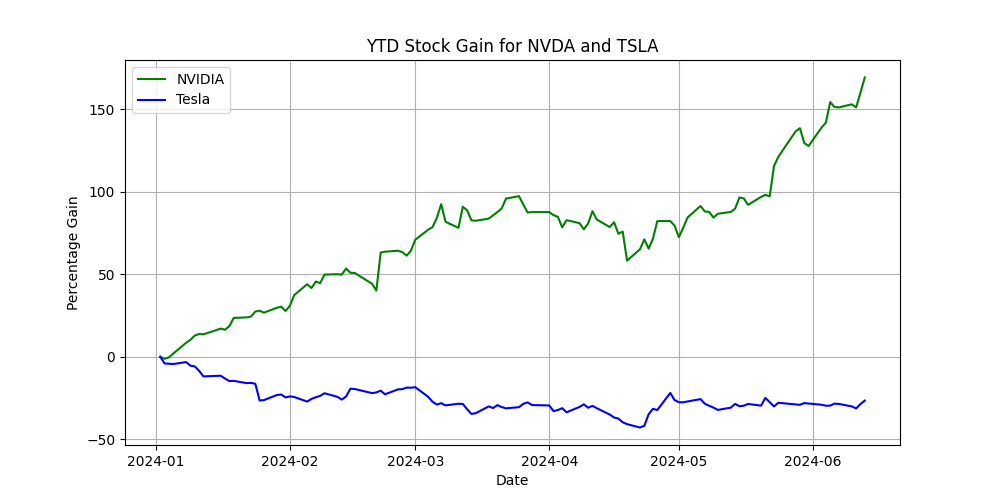 YTD Stock Gain for NVDA and TSLA
NVIDIA
Tesla
Percentage Gain
150
100
50
0
−50
2024-01
2024-02
2024-03
2024-04
2024-05
2024-06
Date